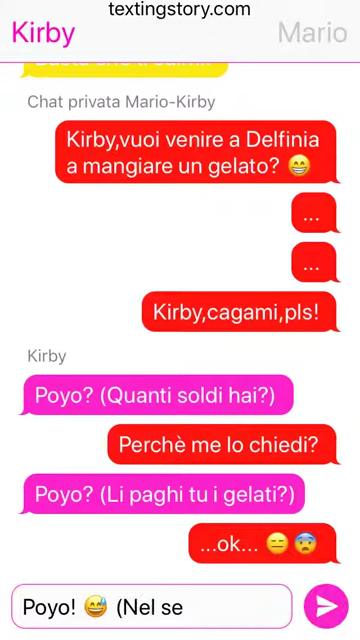 textingstory.com
Kirby
Mario
Chat privata Mario-Kirby
Kirby,vuoi venire a Delfinia
a mangiare un gelato? 😁
...
...
Kirby,cagami,pls!
Kirby
Poyo? (Quanti soldi hai?)
Perchè me lo chiedi?
Poyo? (Li paghi tu i gelati?)
...ok... 😑😨
Poyo! 😅 (Nel se